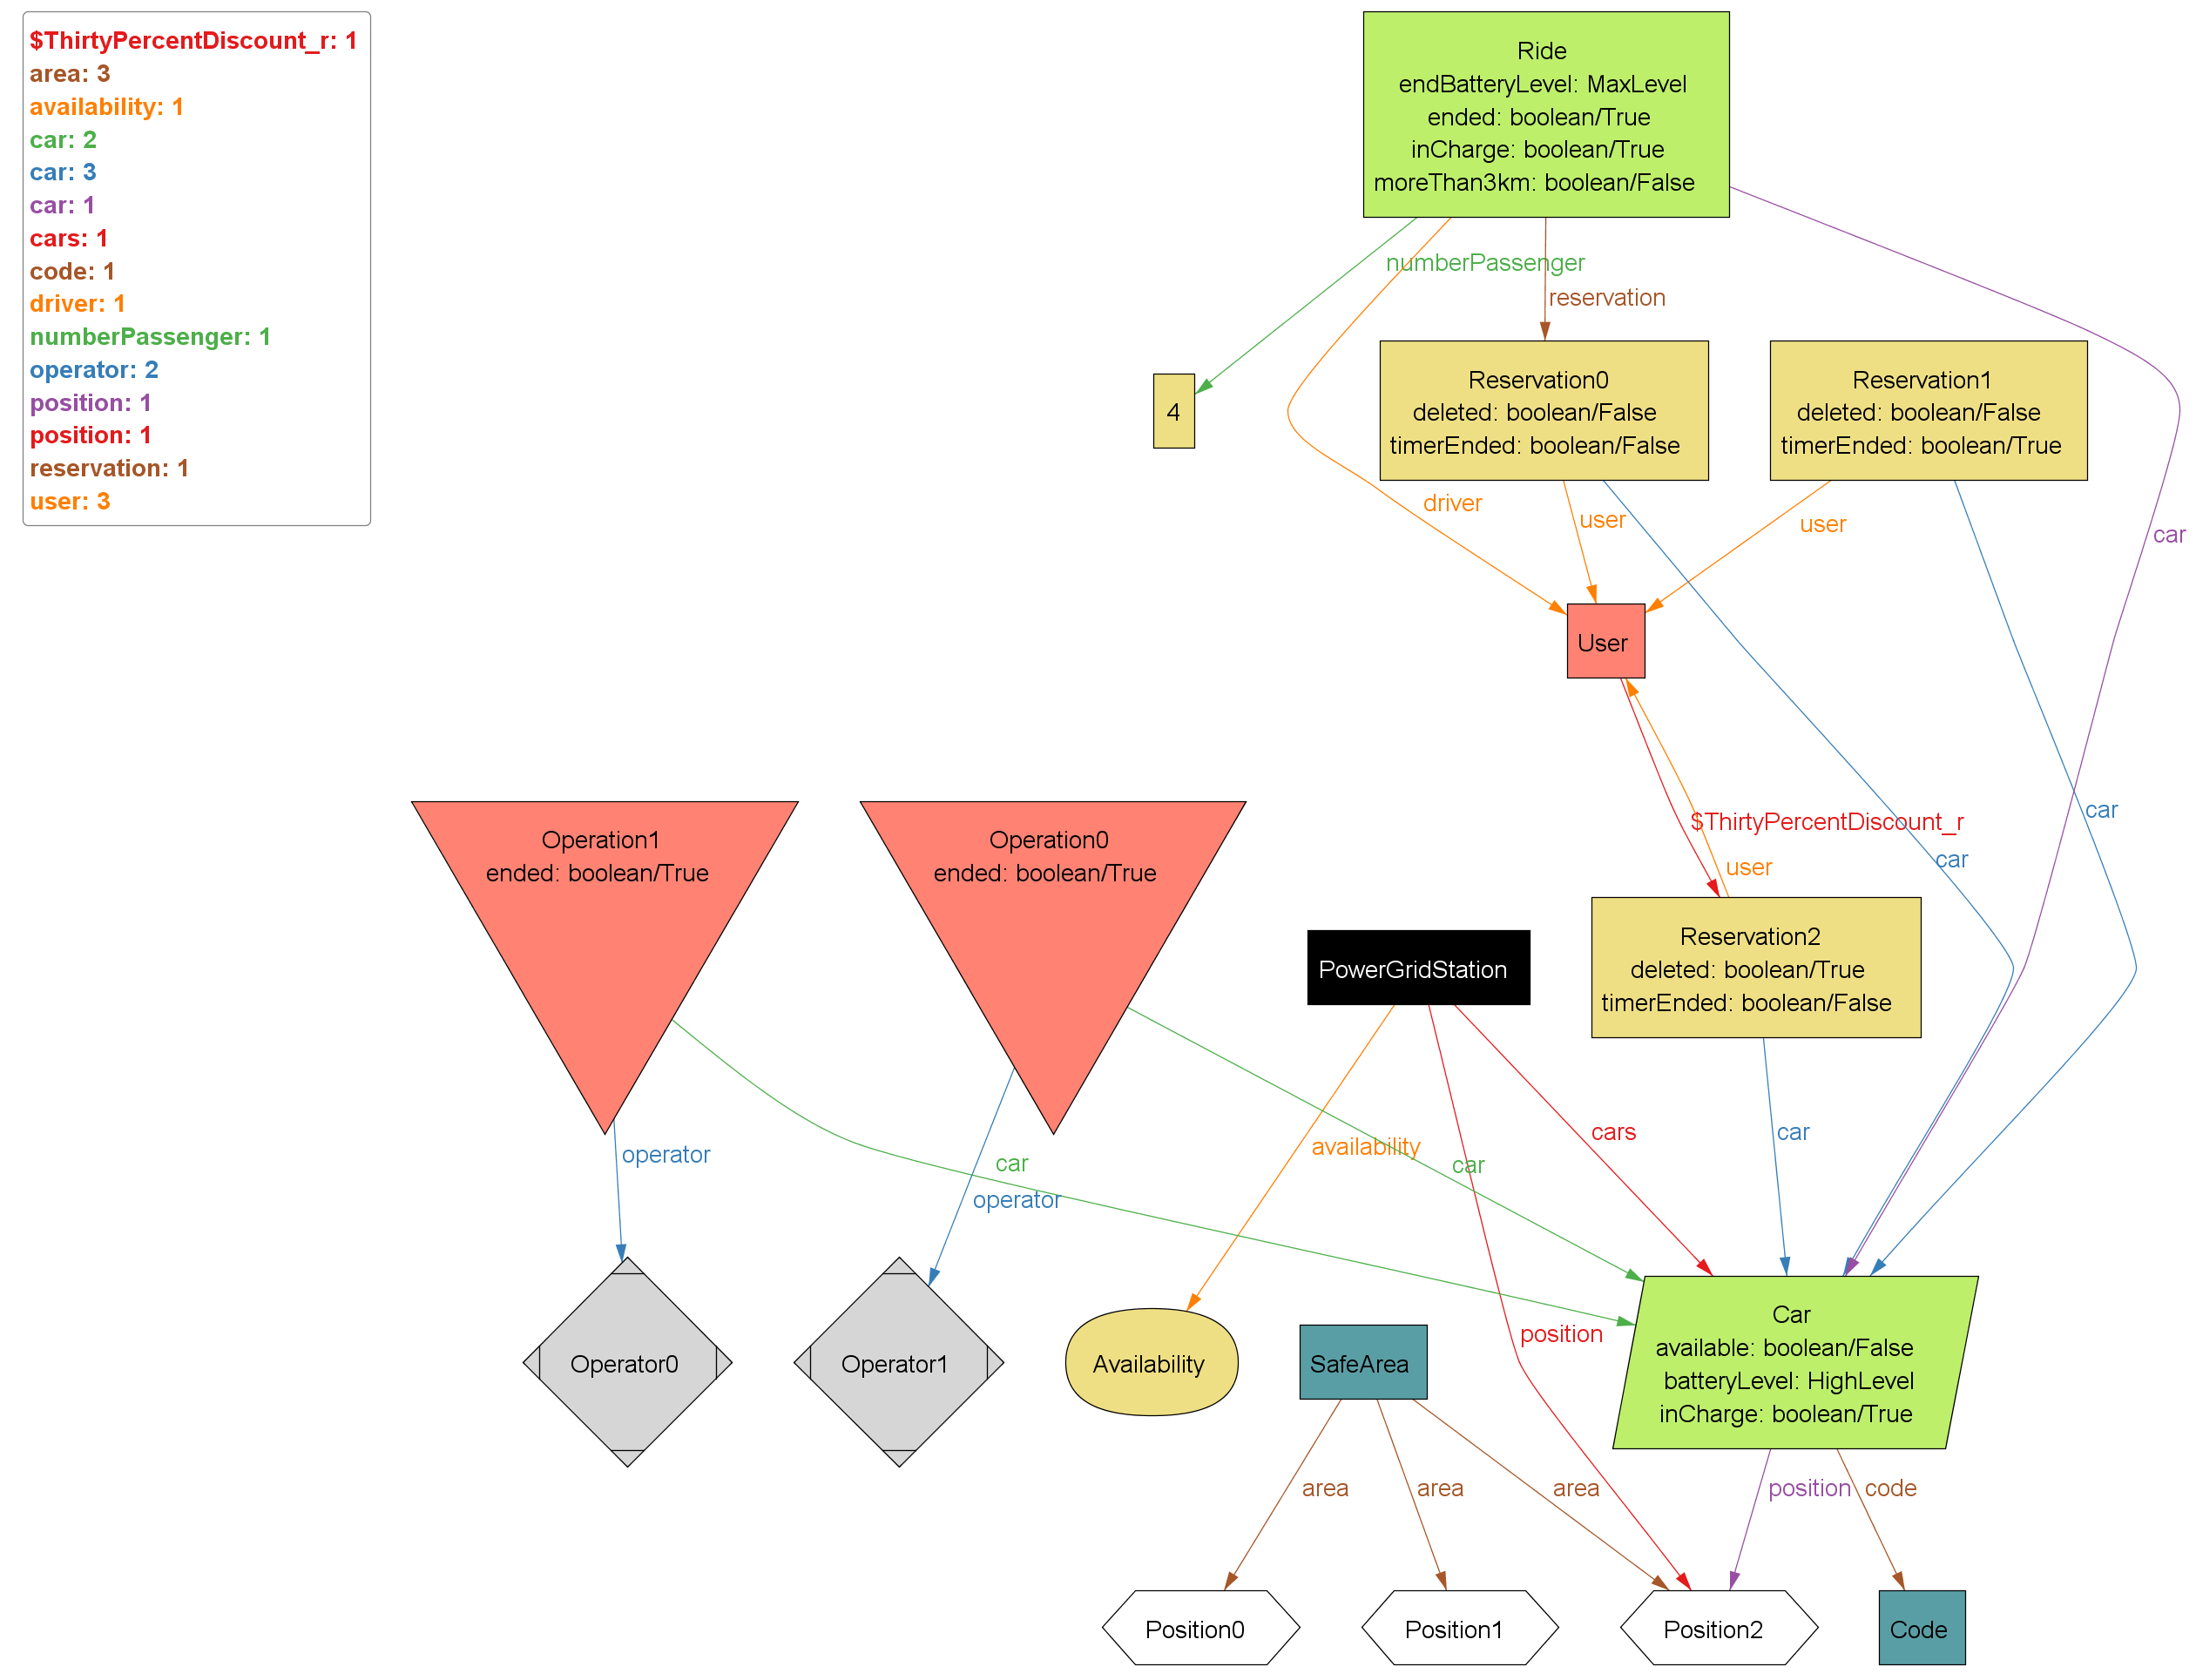 $ThirtyPercentDiscount_r: 1
area: 3
availability: 1
car: 2
car: 3
car: 1
cars: 1
code: 1
driver: 1
numberPassenger: 1
operator: 2
position: 1
position: 1
reservation: 1
user: 3
Ride
endBatteryLevel: MaxLevel
ended: boolean/True
inCharge: boolean/True
moreThan3km: boolean/False
numberPassenger
reservation
4
Reservation0
deleted: boolean/False
timerEnded: boolean/False
Reservation1
deleted: boolean/False
timerEnded: boolean/True
driver
user
user
car
User
$ThirtyPercentDiscount_r
car
car
user
Operation1
ended: boolean/True
Operation0
ended: boolean/True
PowerGridStation
Reservation2
deleted: boolean/True
timerEnded: boolean/False
operator
car
operator
availability
car
cars
car
position
Operator0
Operator1
Availability
SafeArea
Car
available: boolean/False
batteryLevel: HighLevel
inCharge: boolean/True
area
area
area
position
code
Position0
Position1
Position2
Code